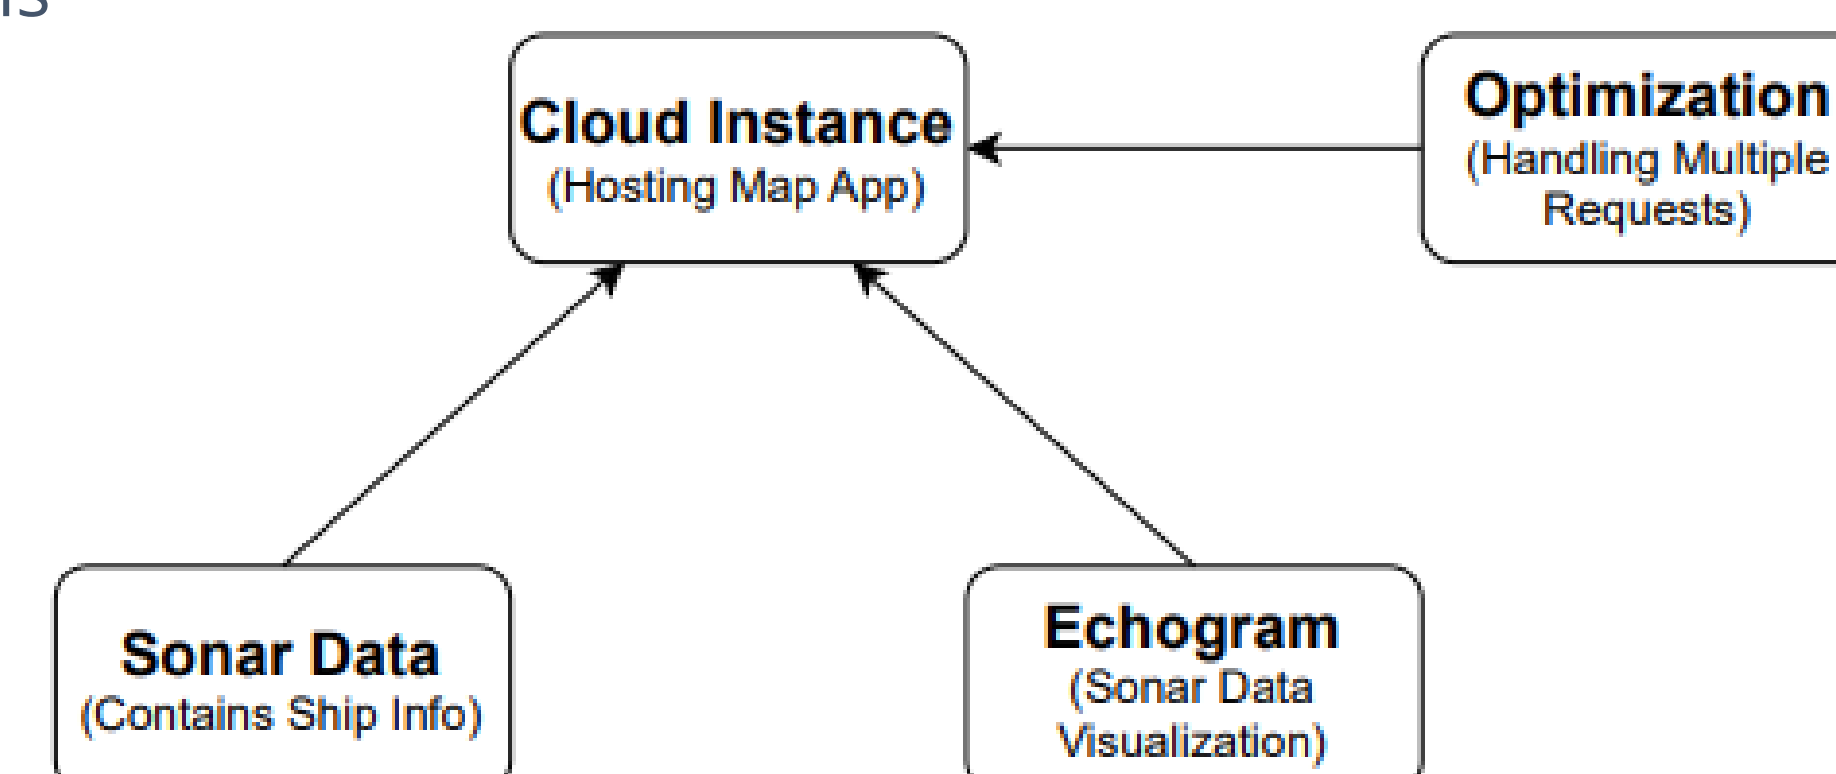 Cloud Instance
(Hosting Map App)
Optimization
(Handling Multiple
Requests)
Sonar Data
(Contains Ship Info)
Echogram
(Sonar Data
Visualization)